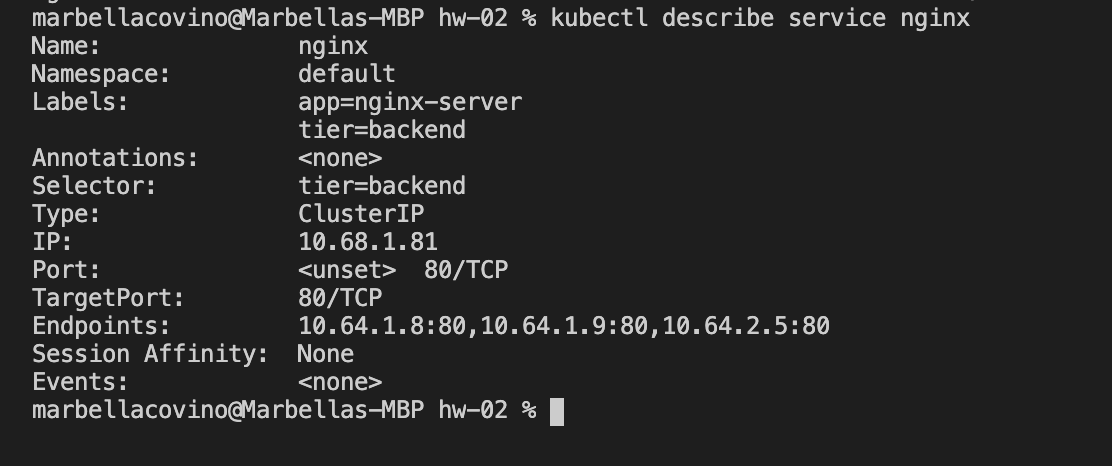 marbellacovino@Marbellas-MBP hw-02 % kubectl describe service nginx
Name:              nginx
Namespace:         default
Labels:            app=nginx-server
                   tier=backend
Annotations:       <none>
Selector:          tier=backend
Type:              ClusterIP
IP:                10.68.1.81
Port:              <unset>  80/TCP
TargetPort:        80/TCP
Endpoints:         10.64.1.8:80,10.64.1.9:80,10.64.2.5:80
Session Affinity:  None
Events:            <none>
marbellacovino@Marbellas-MBP hw-02 %